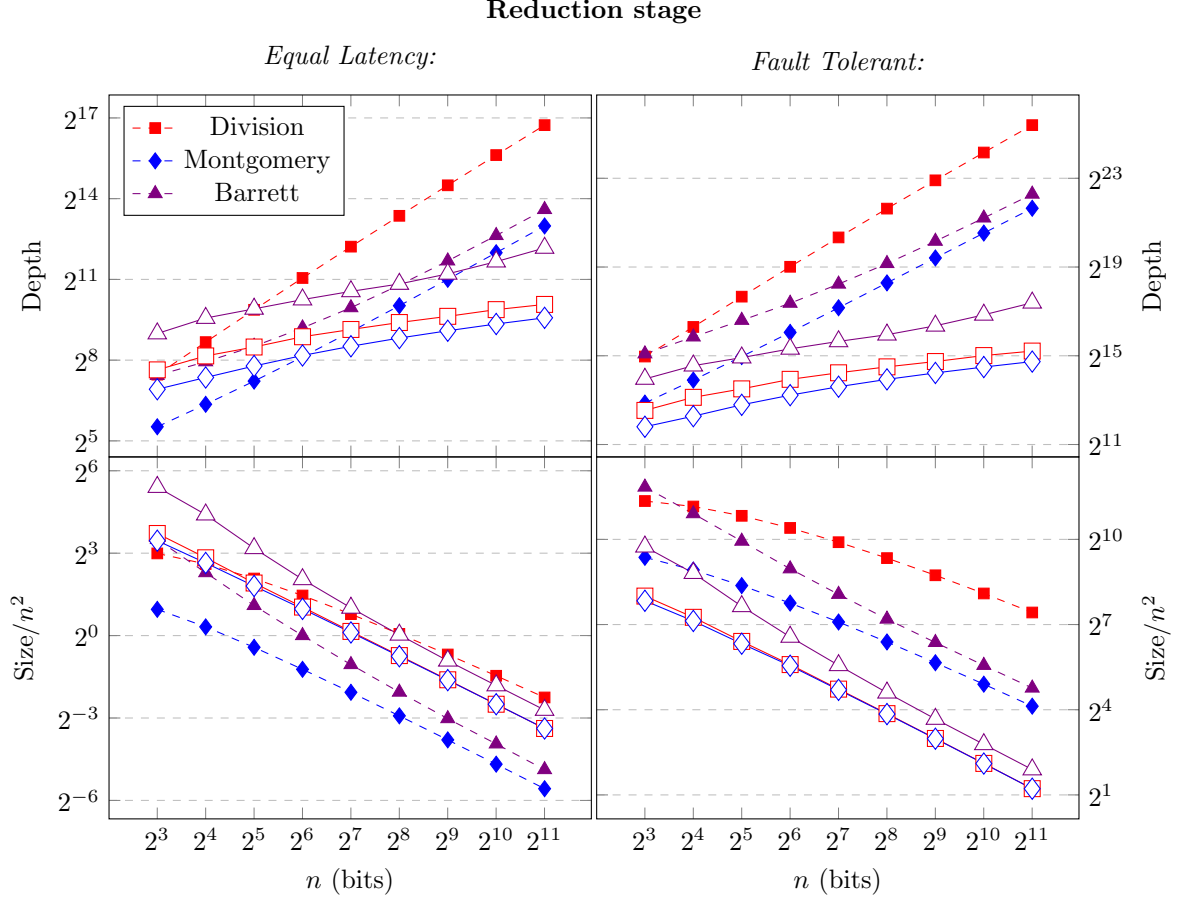 Reduction stage
Equal Latency:
Fault Tolerant:
Division
Montgomery
Barrett
Depth
2^17
2^14
2^11
2^8
2^5
2^23
2^19
2^15
2^11
Depth
Size/n^2
2^6
2^3
2^0
2^−3
2^−6
2^10
2^7
2^4
2^1
Size/n^2
2^3 2^4 2^5 2^6 2^7 2^8 2^9 2^10 2^11
2^3 2^4 2^5 2^6 2^7 2^8 2^9 2^10 2^11
n (bits)
n (bits)